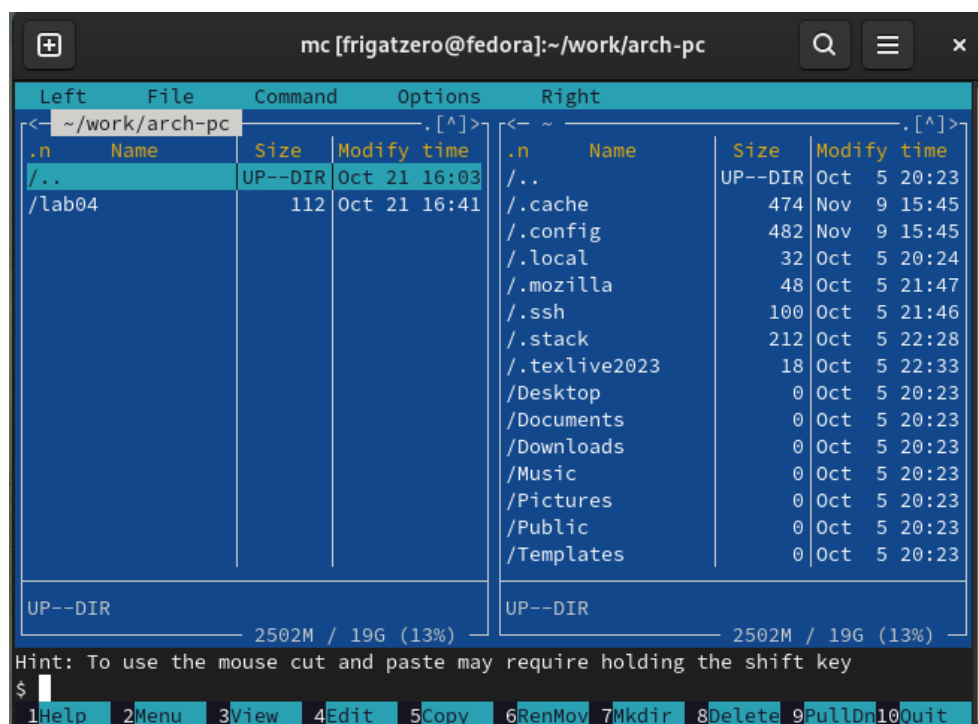 mc [frigatzero@fedora]:~/work/arch-pc
Left File Command Options Right
<- ~/work/arch-pc .[^]>
.n Name Size Modify time
/.. UP--DIR Oct 21 16:03
/lab04 112 Oct 21 16:41
UP--DIR
2502M / 19G (13%)
<- ~ .[^]>
.n Name Size Modify time
/.. UP--DIR Oct 5 20:23
/.cache 474 Nov 9 15:45
/.config 482 Nov 9 15:45
/.local 32 Oct 5 20:24
/.mozilla 48 Oct 5 21:47
/.ssh 100 Oct 5 21:46
/.stack 212 Oct 5 22:28
/.texlive2023 18 Oct 5 22:33
/Desktop 0 Oct 5 20:23
/Documents 0 Oct 5 20:23
/Downloads 0 Oct 5 20:23
/Music 0 Oct 5 20:23
/Pictures 0 Oct 5 20:23
/Public 0 Oct 5 20:23
/Templates 0 Oct 5 20:23
UP--DIR
2502M / 19G (13%)
Hint: To use the mouse cut and paste may require holding the shift key
$
1Help 2Menu 3View 4Edit 5Copy 6RenMov 7Mkdir 8Delete 9PullDn 10Quit